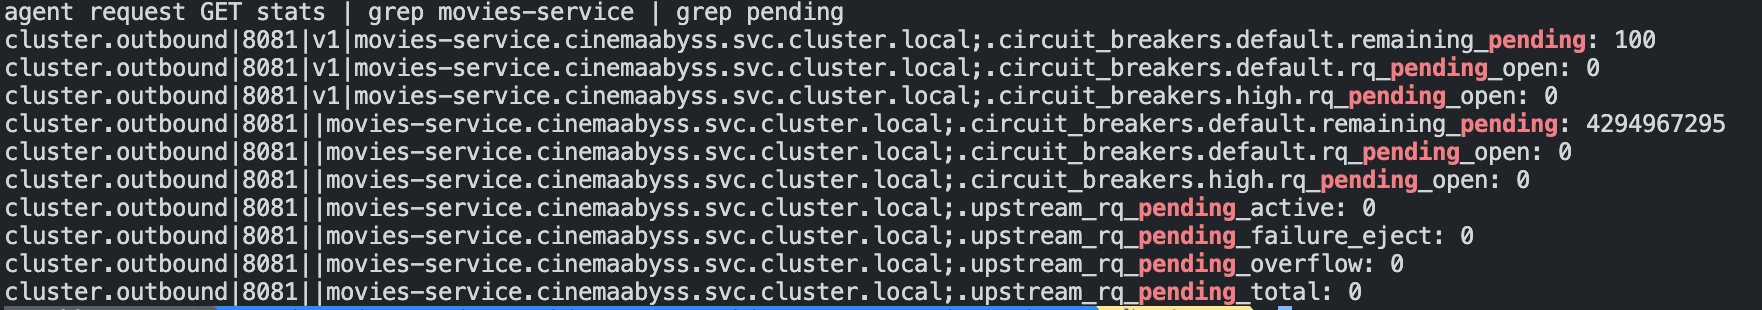 agent request GET stats | grep movies-service | grep pending
cluster.outbound|8081|v1|movies-service.cinemaabyss.svc.cluster.local;.circuit_breakers.default.remaining_pending: 100
cluster.outbound|8081|v1|movies-service.cinemaabyss.svc.cluster.local;.circuit_breakers.default.rq_pending_open: 0
cluster.outbound|8081|v1|movies-service.cinemaabyss.svc.cluster.local;.circuit_breakers.high.rq_pending_open: 0
cluster.outbound|8081||movies-service.cinemaabyss.svc.cluster.local;.circuit_breakers.default.remaining_pending: 4294967295
cluster.outbound|8081||movies-service.cinemaabyss.svc.cluster.local;.circuit_breakers.default.rq_pending_open: 0
cluster.outbound|8081||movies-service.cinemaabyss.svc.cluster.local;.circuit_breakers.high.rq_pending_open: 0
cluster.outbound|8081||movies-service.cinemaabyss.svc.cluster.local;.upstream_rq_pending_active: 0
cluster.outbound|8081||movies-service.cinemaabyss.svc.cluster.local;.upstream_rq_pending_failure_eject: 0
cluster.outbound|8081||movies-service.cinemaabyss.svc.cluster.local;.upstream_rq_pending_overflow: 0
cluster.outbound|8081||movies-service.cinemaabyss.svc.cluster.local;.upstream_rq_pending_total: 0